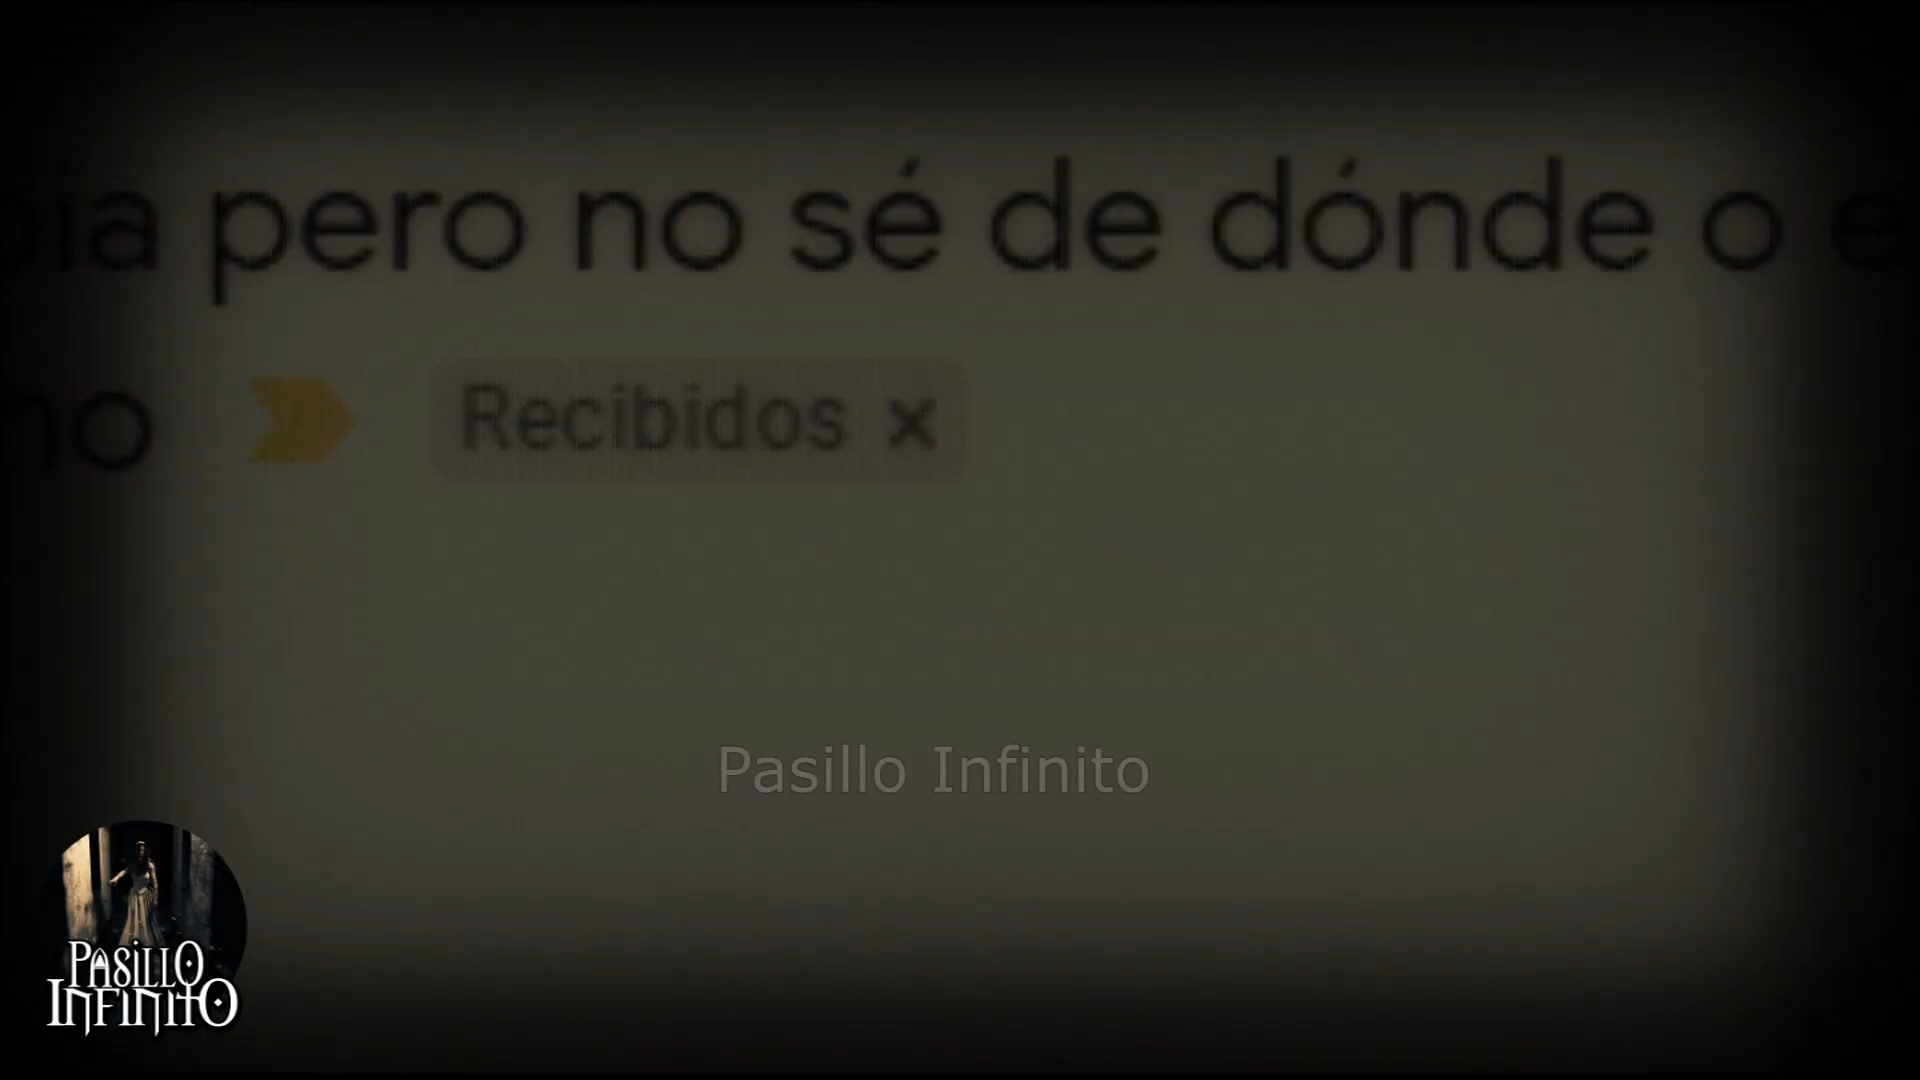 pero no sé de dónde o
Recibidos x
Pasillo Infinito
PASILLO
INFINITO